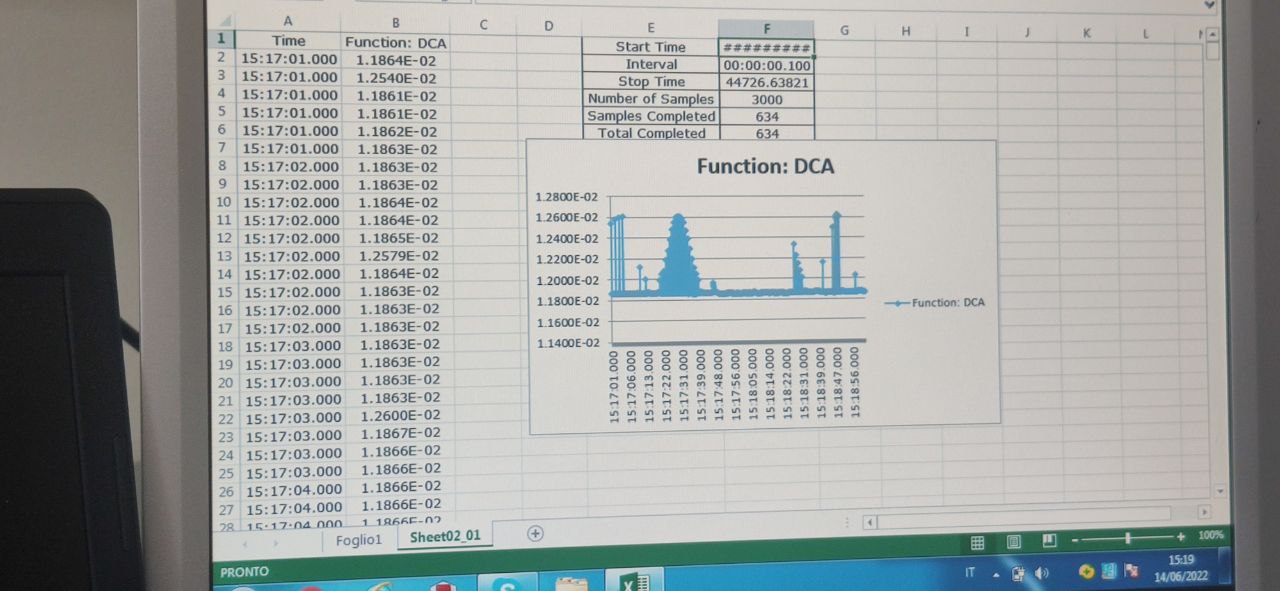 A B C D E F G H I J K L
1 Time Function: DCA Start Time #########
2 15:17:01.000 1.1864E-02 Interval 00:00:00.100
3 15:17:01.000 1.2540E-02 Stop Time 44726.63821
4 15:17:01.000 1.1861E-02 Number of Samples 3000
5 15:17:01.000 1.1861E-02 Samples Completed 634
6 15:17:01.000 1.1862E-02 Total Completed 634
7 15:17:01.000 1.1863E-02
8 15:17:02.000 1.1863E-02
9 15:17:02.000 1.1863E-02
10 15:17:02.000 1.1864E-02
11 15:17:02.000 1.1864E-02
12 15:17:02.000 1.1865E-02
13 15:17:02.000 1.2579E-02
14 15:17:02.000 1.1864E-02
15 15:17:02.000 1.1863E-02
16 15:17:02.000 1.1863E-02
17 15:17:02.000 1.1863E-02
18 15:17:03.000 1.1863E-02
19 15:17:03.000 1.1863E-02
20 15:17:03.000 1.1863E-02
21 15:17:03.000 1.1863E-02
22 15:17:03.000 1.2600E-02
23 15:17:03.000 1.1867E-02
24 15:17:03.000 1.1866E-02
25 15:17:03.000 1.1866E-02
26 15:17:04.000 1.1866E-02
27 15:17:04.000 1.1866E-02
28 15:17:04.000 1.1866E-02
Function: DCA
1.2800E-02
1.2600E-02
1.2400E-02
1.2200E-02
1.2000E-02
1.1800E-02
1.1600E-02
1.1400E-02
Function: DCA
15:17:01.000
15:17:06.000
15:17:13.000
15:17:22.000
15:17:31.000
15:17:39.000
15:17:48.000
15:17:56.000
15:18:05.000
15:18:14.000
15:18:22.000
15:18:31.000
15:18:39.000
15:18:47.000
15:18:56.000
Foglio1 Sheet02_01
PRONTO 100%
IT 15:19
14/06/2022